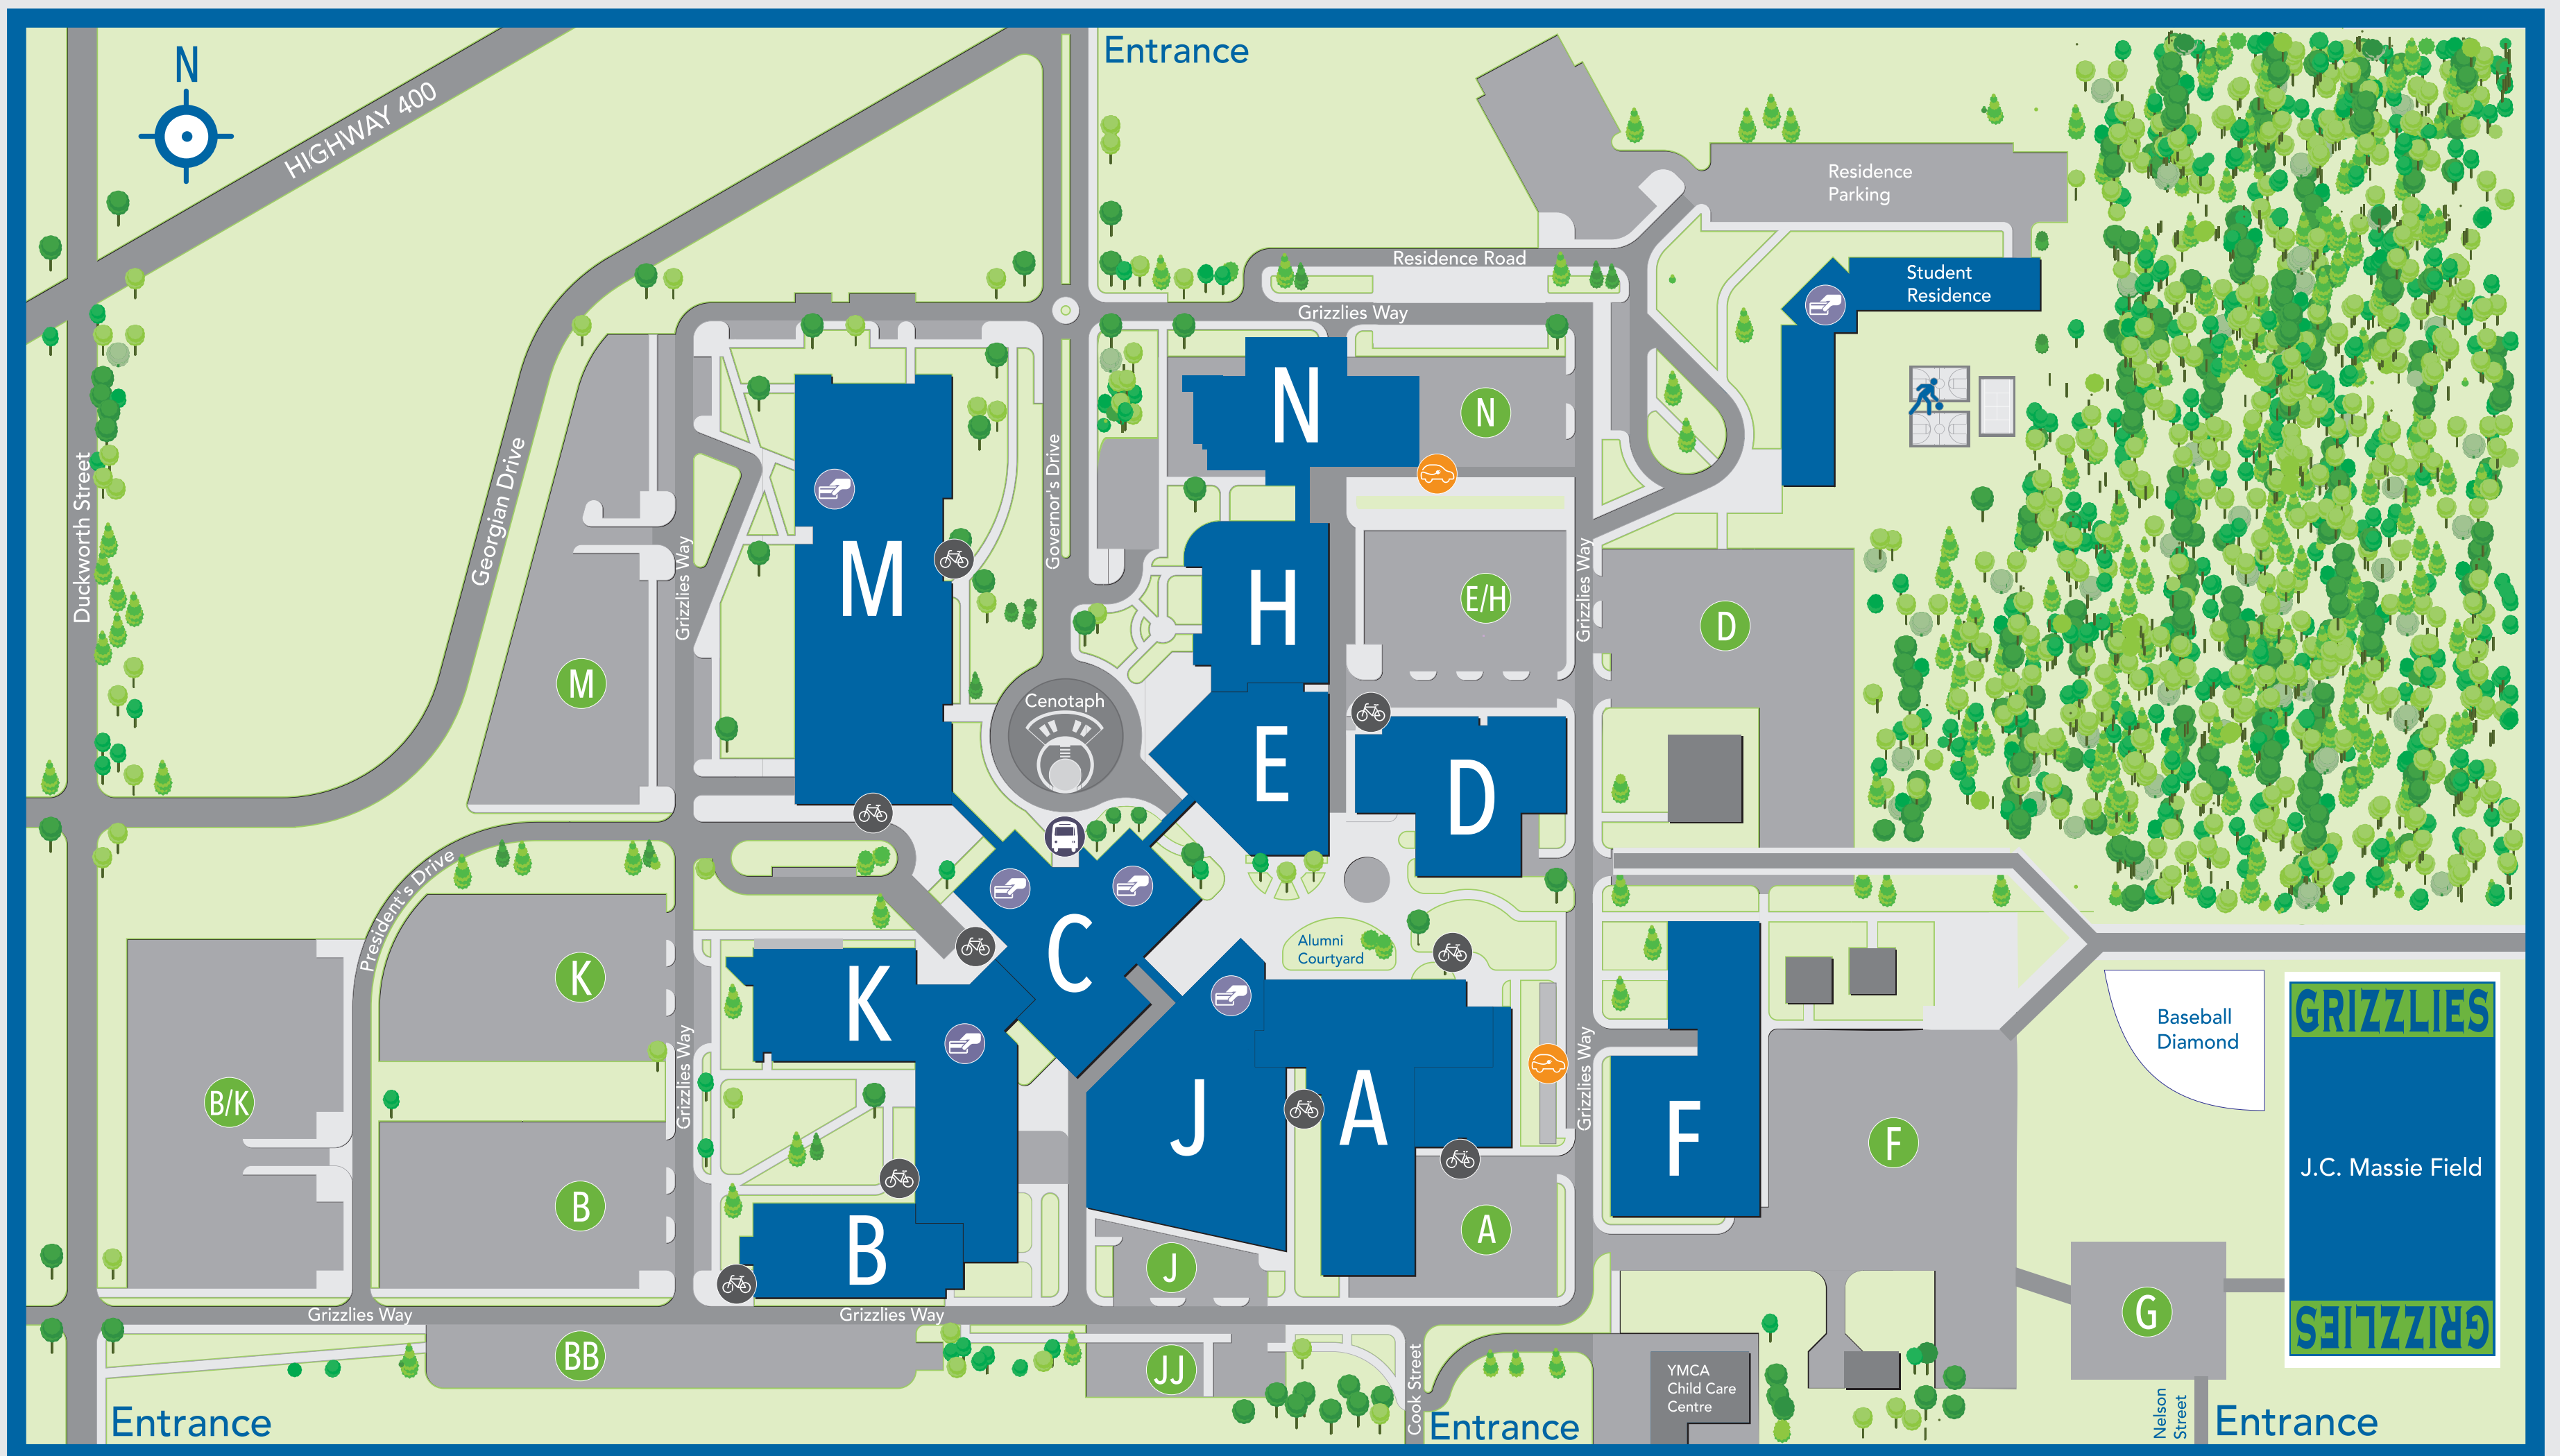 Entrance
N
HIGHWAY 400
Residence
Parking
Residence Road
Student
Residence
Grizzlies Way
N
N
Duckworth Street
Georgian Drive
Governor's Drive
Grizzlies Way
M
H
E/H
Grizzlies Way
D
M
Cenotaph
E
D
President's Drive
C
Alumni
Courtyard
K
K
Baseball
Diamond
GRIZZLIES
Grizzlies Way
Grizzlies Way
B/K
J
A
F
F
J.C. Massie Field
B
B
J
A
G
GRIZZLIES
Grizzlies Way
Grizzlies Way
BB
JJ
Cook Street
YMCA
Child Care
Centre
Nelson
Street
Entrance
Entrance
Entrance